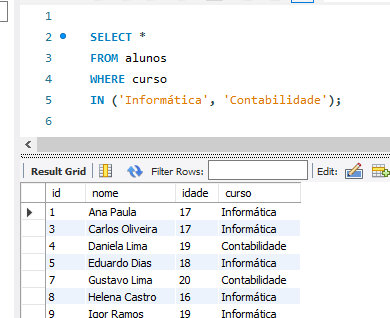 1
2 SELECT *
3 FROM alunos
4 WHERE curso
5 IN ('Informática', 'Contabilidade');
6
Result Grid Filter Rows: Edit:
id nome idade curso
1 Ana Paula 17 Informática
3 Carlos Oliveira 17 Informática
4 Daniela Lima 19 Contabilidade
5 Eduardo Dias 18 Informática
7 Gustavo Lima 20 Contabilidade
8 Helena Castro 16 Informática
9 Igor Ramos 19 Informática